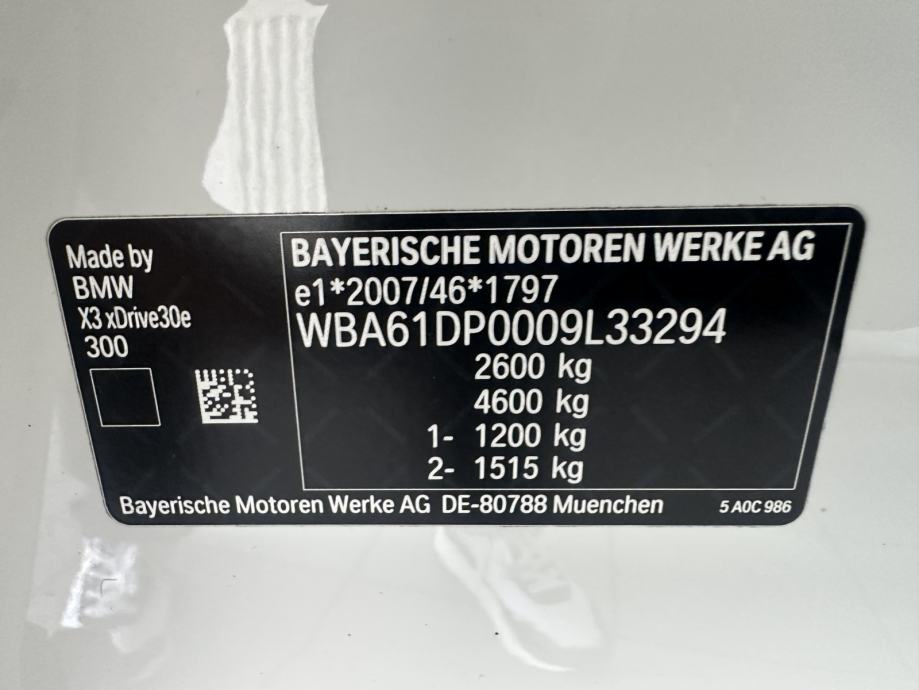 Made by
BMW
X3 xDrive30e
300
BAYERISCHE MOTOREN WERKE AG
e1*2007/46*1797
WBA61DP0009L33294
2600 kg
4600 kg
1- 1200 kg
2- 1515 kg
Bayerische Motoren Werke AG DE-80788 Muenchen
5 A0C 986